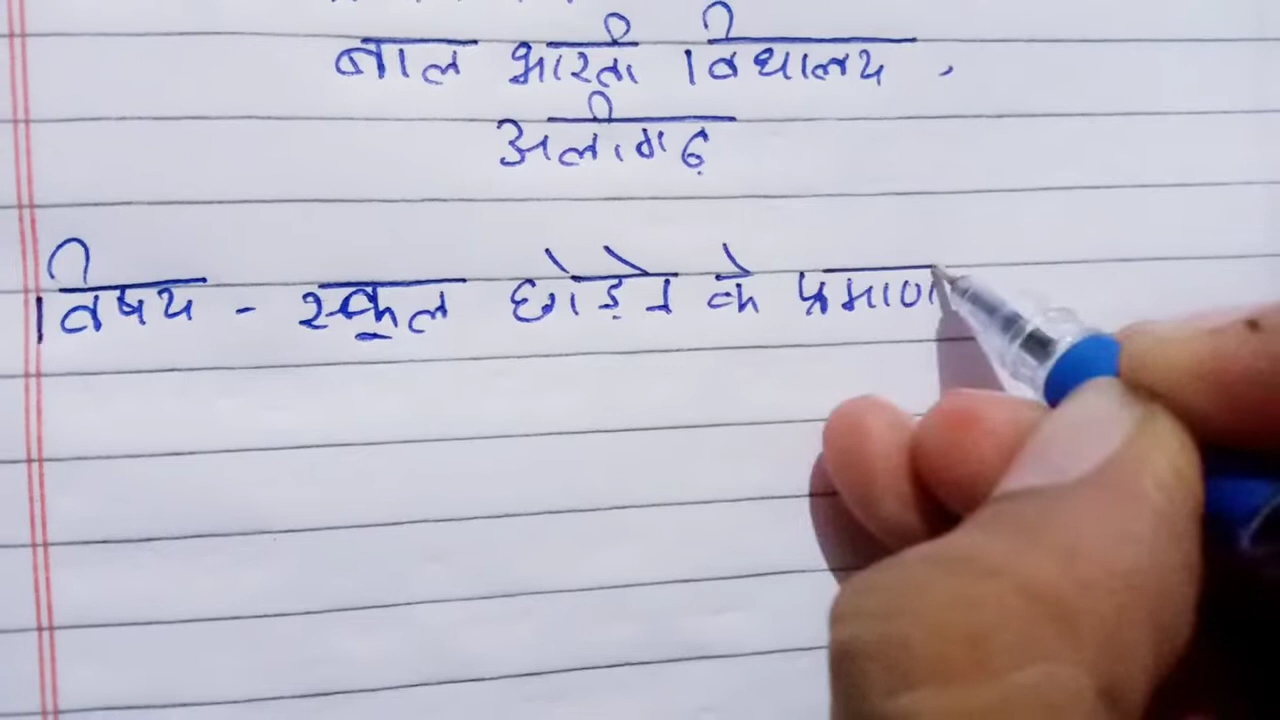 बाल भारती विद्यालय ,
अलीगढ़
विषय - स्कूल छोड़ने के प्रमाण